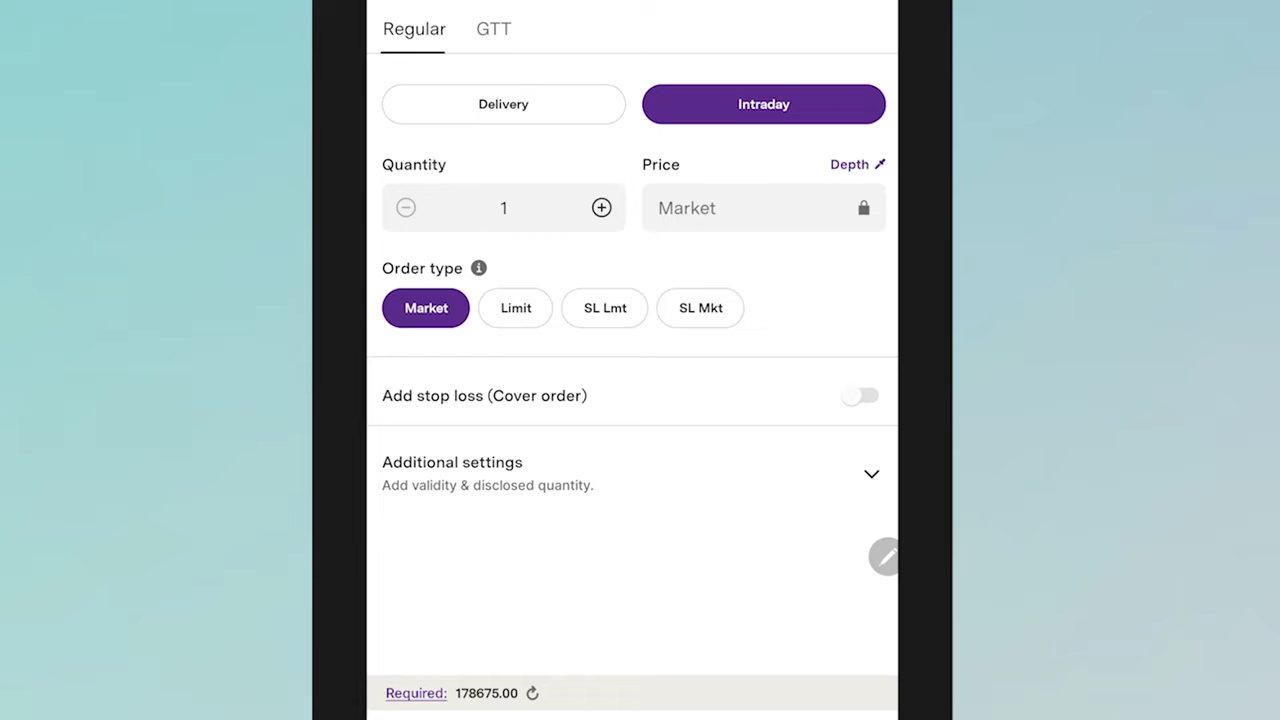 Regular GTT
Delivery Intraday
Quantity Price Depth
1 Market
Order type
Market Limit SL Lmt SL Mkt
Add stop loss (Cover order)
Additional settings
Add validity & disclosed quantity.
Required: 178675.00